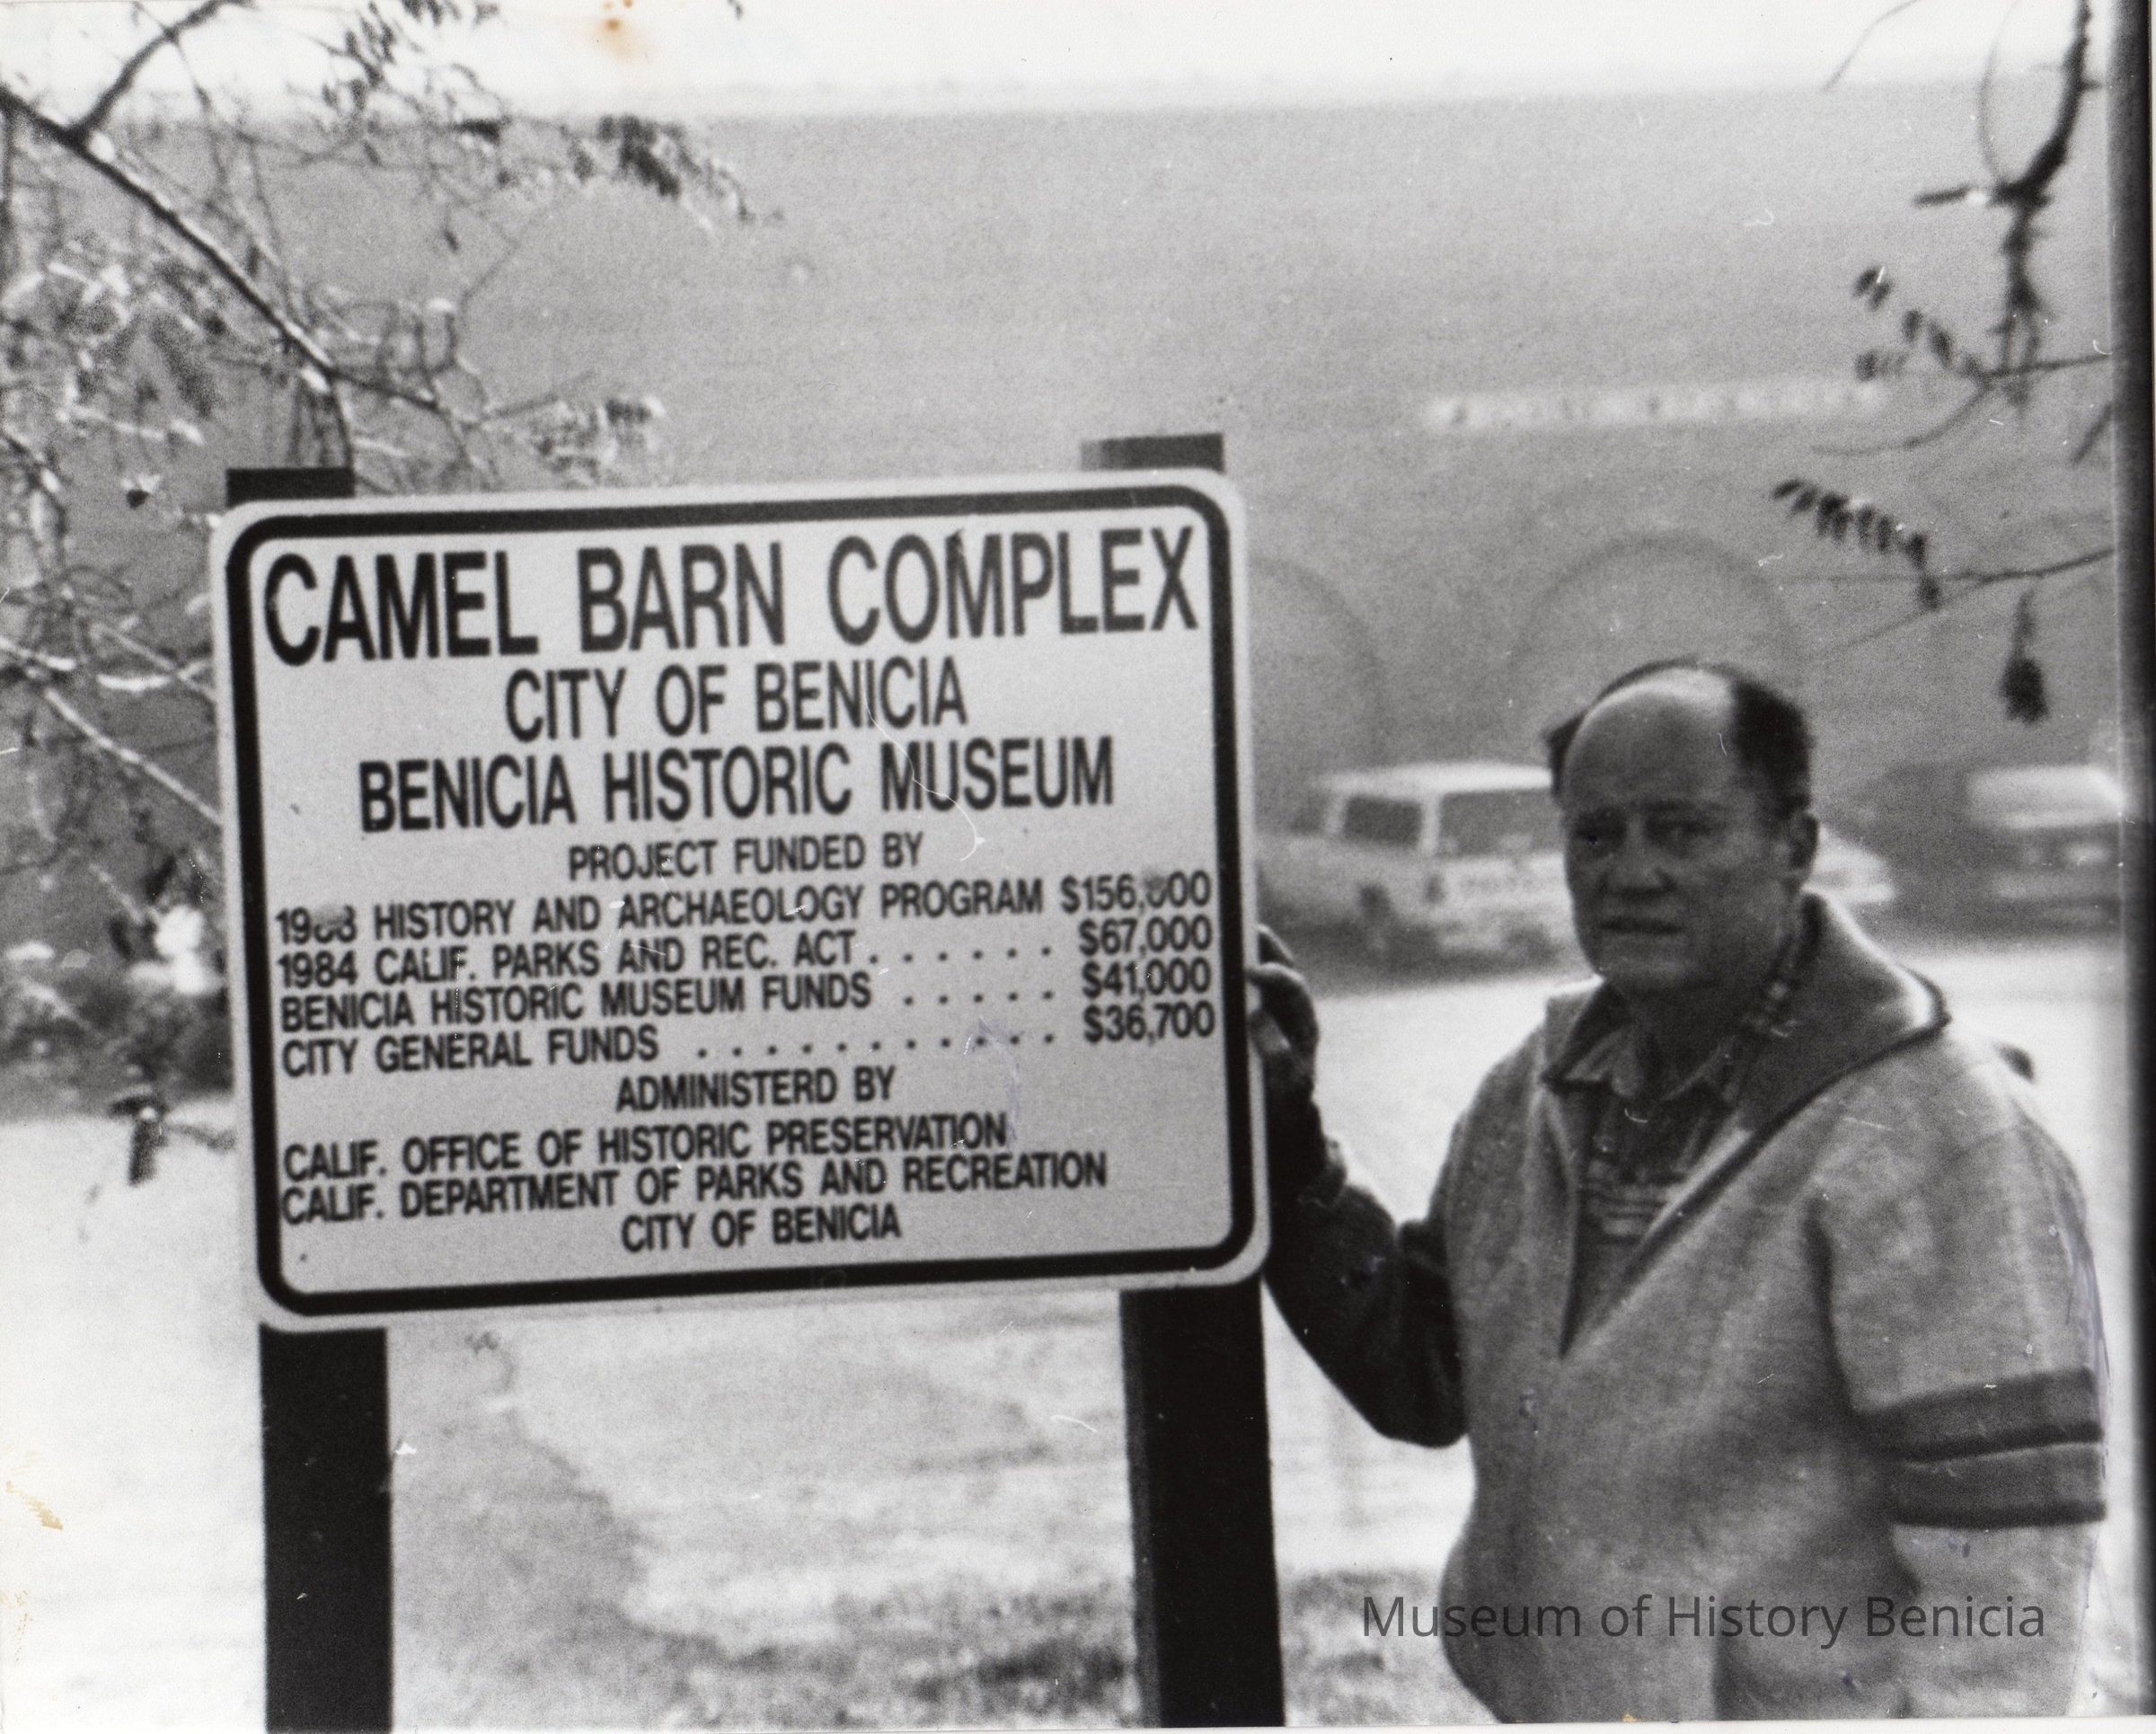 CAMEL BARN COMPLEX
CITY OF BENICIA
BENICIA HISTORIC MUSEUM
PROJECT FUNDED BY
HISTORY AND ARCHAEOLOGY PROGRAM
1984 CALIF. PARKS AND REC. ACT . . . . . . $67,000
BENICIA HISTORIC MUSEUM FUNDS . . . . . $41,000
CITY GENERAL FUNDS . . . . . . . . . . . $36,700
ADMINISTERD BY
CALIF. OFFICE OF HISTORIC PRESERVATION
CALIF. DEPARTMENT OF PARKS AND RECREATION
CITY OF BENICIA
Museum of History Benicia